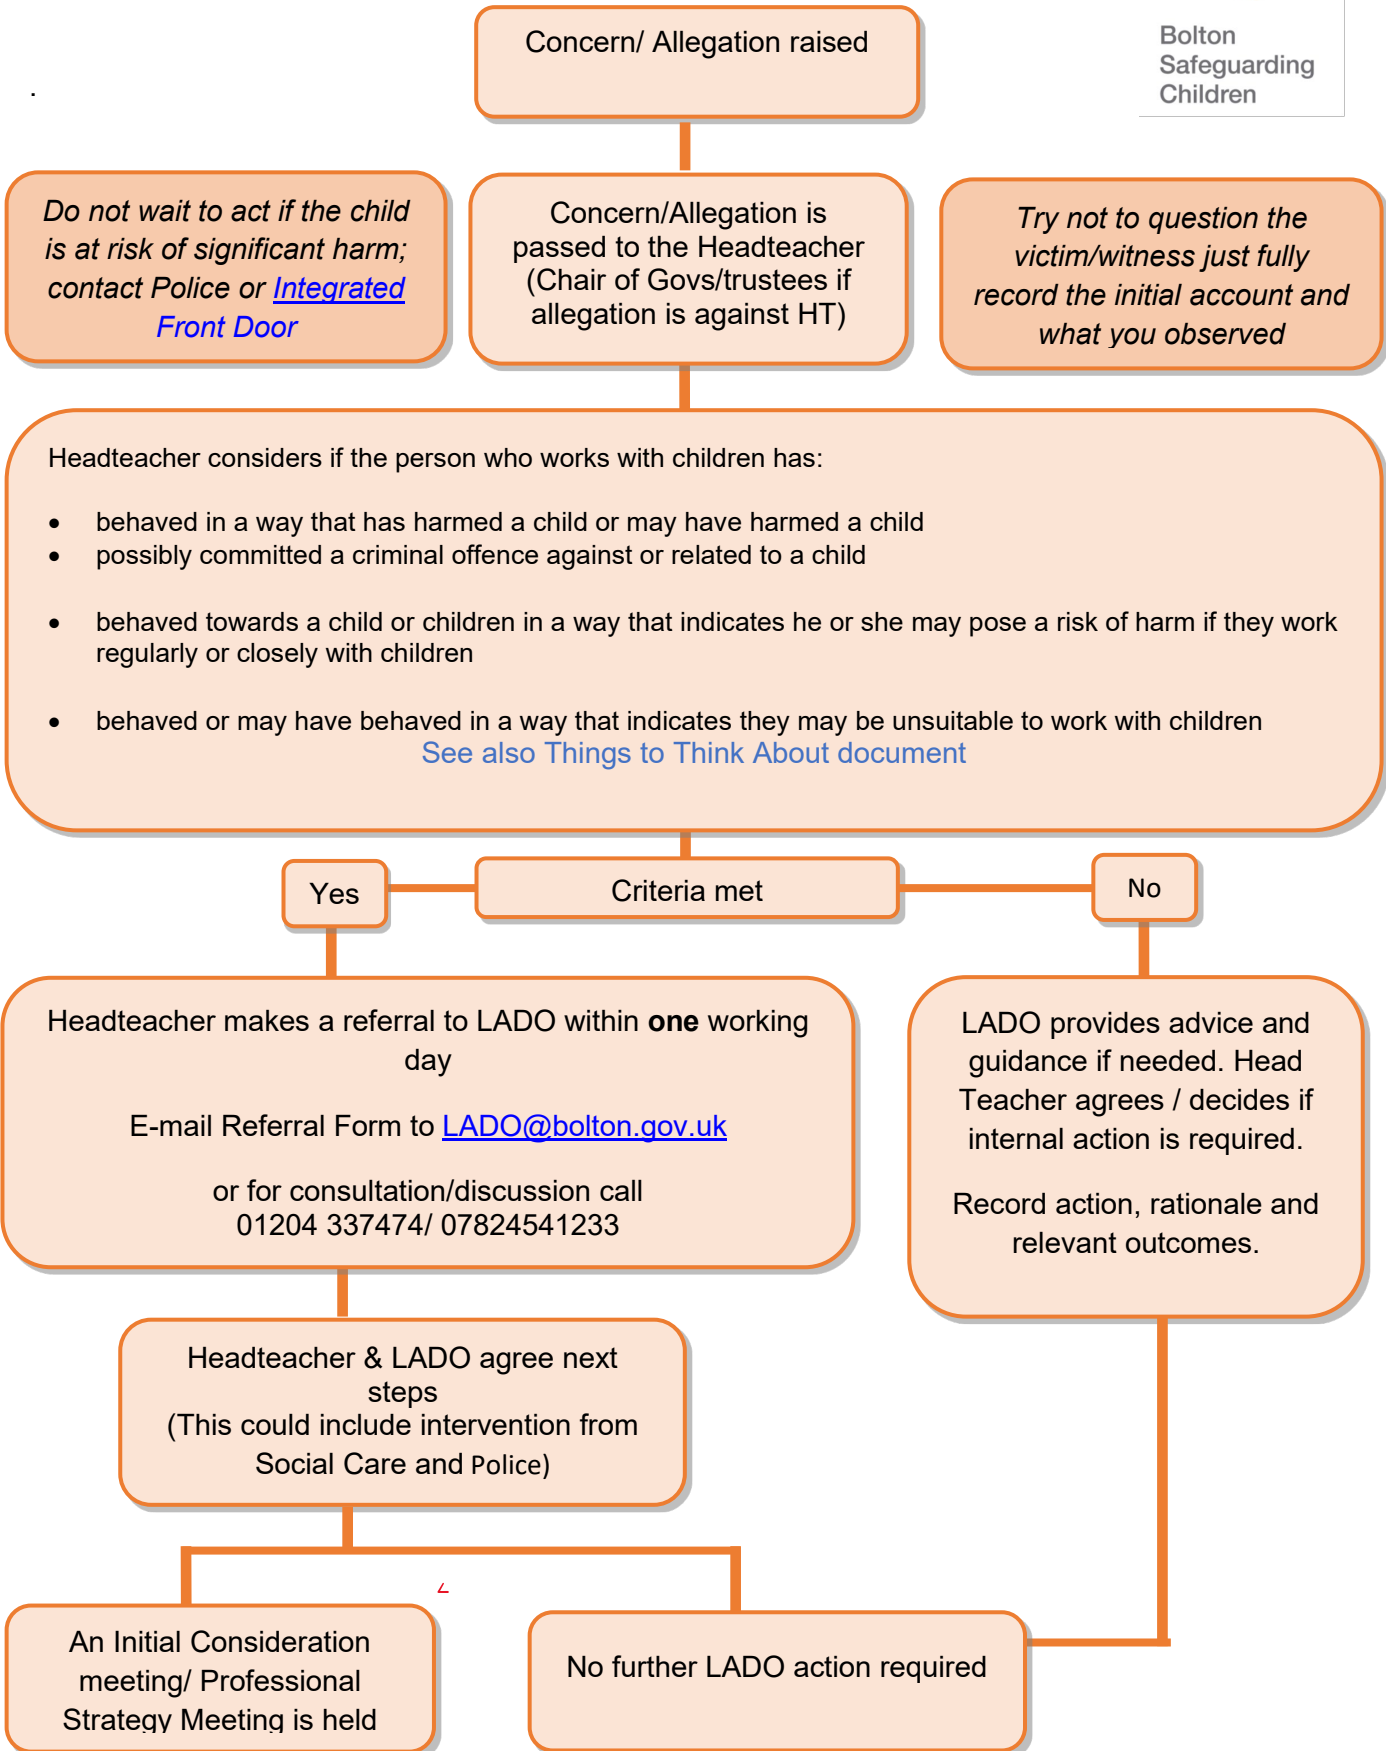 Concern/ Allegation raised
Bolton
Safeguarding
Children
.
Do not wait to act if the child
is at risk of significant harm;
contact Police or Integrated
Front Door
Concern/Allegation is
passed to the Headteacher
(Chair of Govs/trustees if
allegation is against HT)
Try not to question the
victim/witness just fully
record the initial account and
what you observed
Headteacher considers if the person who works with children has:
• behaved in a way that has harmed a child or may have harmed a child
• possibly committed a criminal offence against or related to a child
• behaved towards a child or children in a way that indicates he or she may pose a risk of harm if they work
regularly or closely with children
• behaved or may have behaved in a way that indicates they may be unsuitable to work with children
See also Things to Think About document
Yes
Criteria met
No
Headteacher makes a referral to LADO within one working
day
E-mail Referral Form to LADO@bolton.gov.uk
or for consultation/discussion call
01204 337474/ 07824541233
LADO provides advice and
guidance if needed. Head
Teacher agrees / decides if
internal action is required.
Record action, rationale and
relevant outcomes.
Headteacher & LADO agree next
steps
(This could include intervention from
Social Care and Police)
An Initial Consideration
meeting/ Professional
Strategy Meeting is held
No further LADO action required